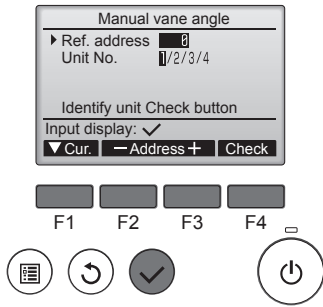 Manual vane angle
Ref. address 0
Unit No. 1/2/3/4
Identify unit Check button
Input display: ✓
▼ Cur. − Address + Check
F1 F2 F3 F4